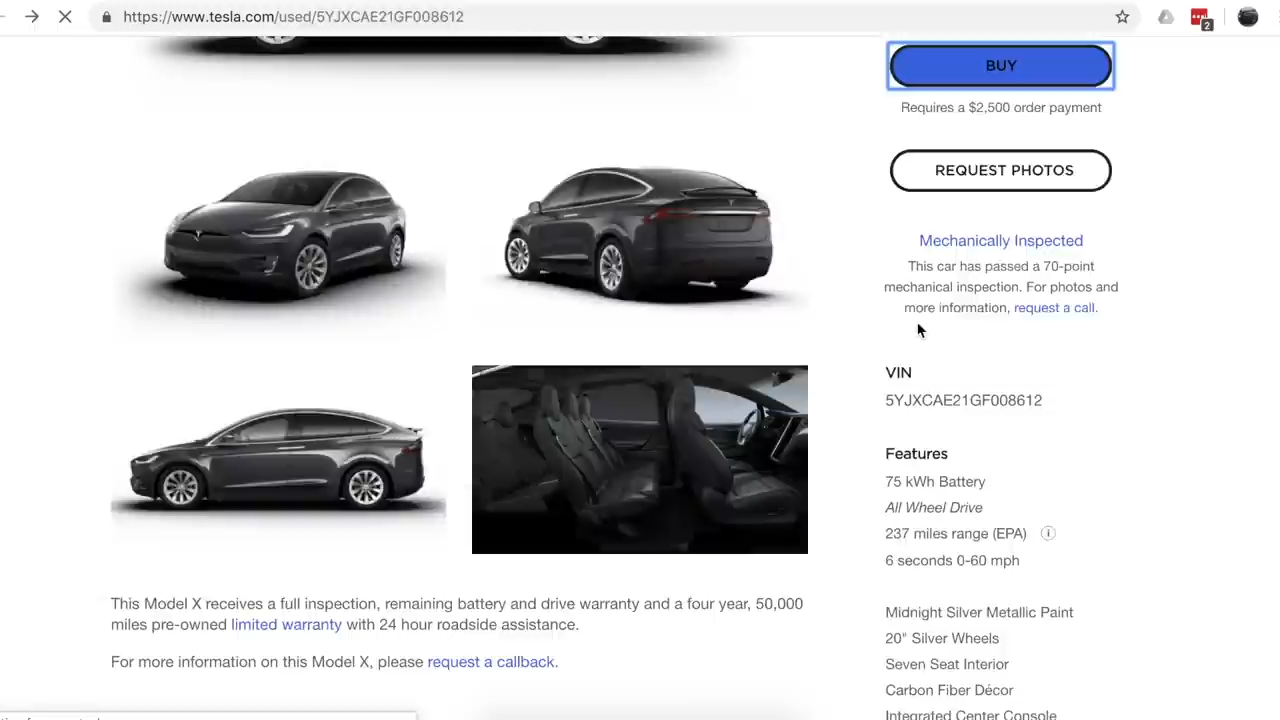 https://www.tesla.com/used/5YJXCAE21GF008612
2
BUY
Requires a $2,500 order payment
REQUEST PHOTOS
Mechanically Inspected
This car has passed a 70-point
mechanical inspection. For photos and
more information, request a call.
VIN
5YJXCAE21GF008612
Features
75 kWh Battery
All Wheel Drive
237 miles range (EPA)
6 seconds 0-60 mph
Midnight Silver Metallic Paint
20" Silver Wheels
Seven Seat Interior
Carbon Fiber Décor
Integrated Center Console
This Model X receives a full inspection, remaining battery and drive warranty and a four year, 50,000
miles pre-owned limited warranty with 24 hour roadside assistance.
For more information on this Model X, please request a callback.